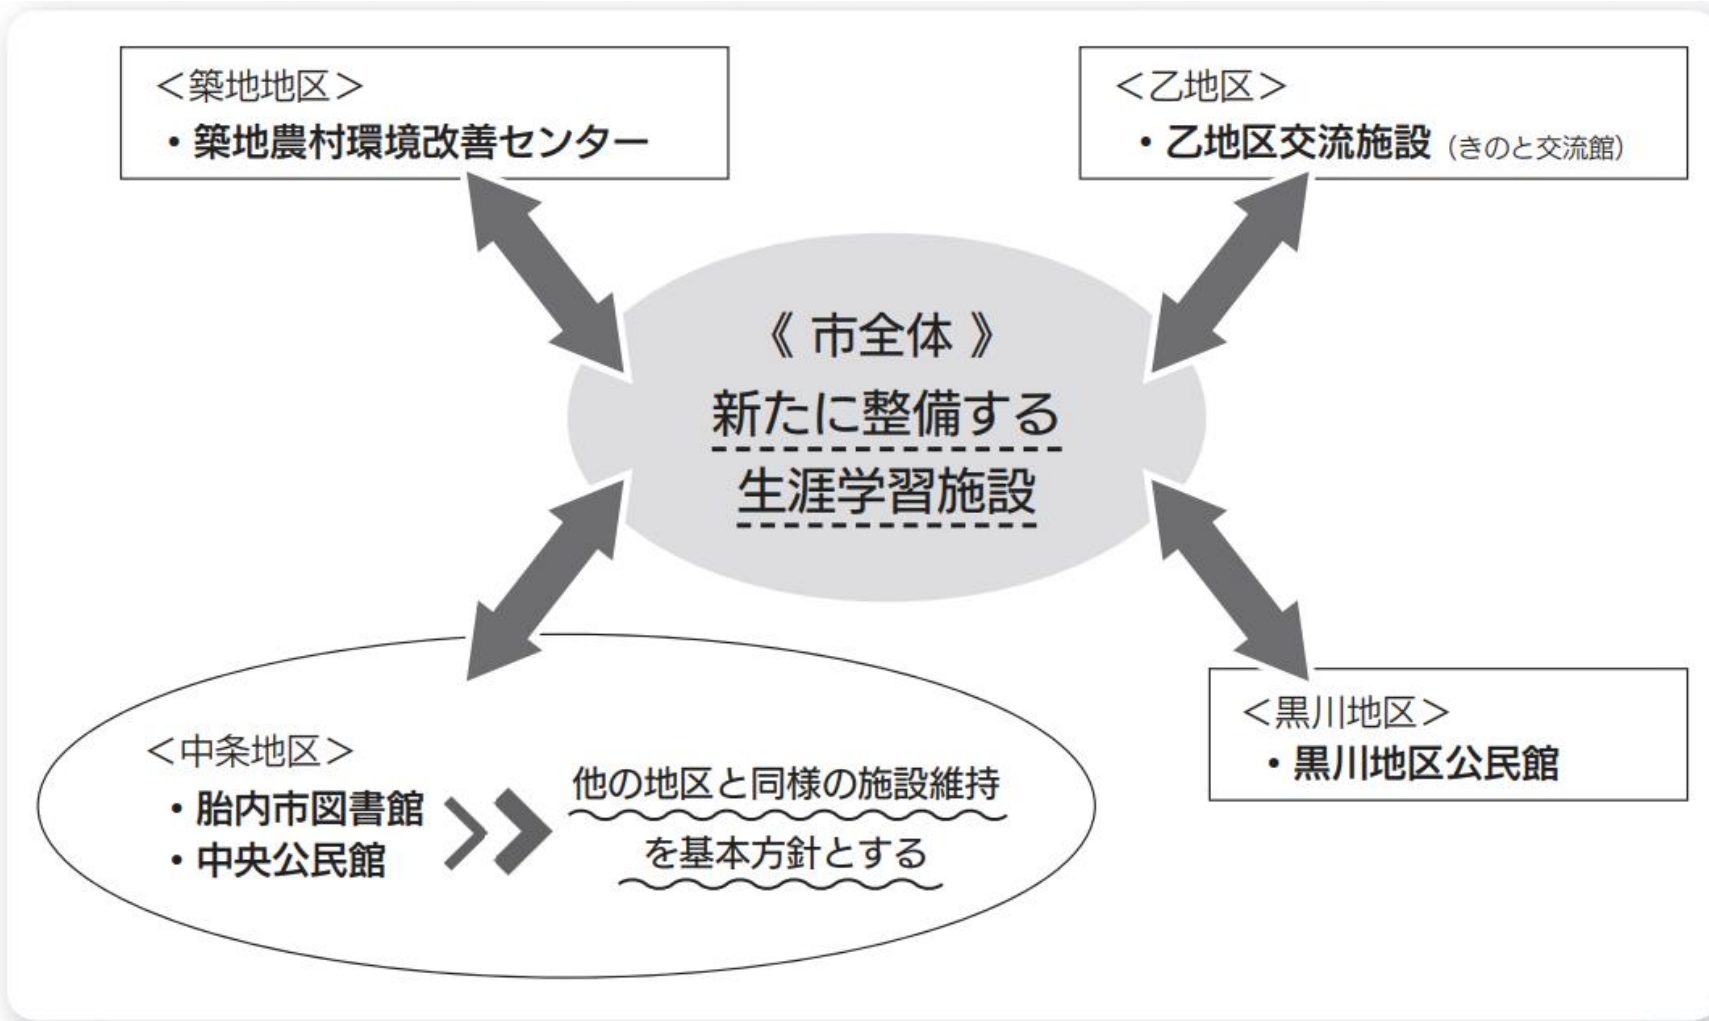 ＜築地地区＞
・築地農村環境改善センター
＜乙地区＞
・乙地区交流施設（きのと交流館）
《 市全体 》
新たに整備する
生涯学習施設
＜中条地区＞
・胎内市図書館
・中央公民館
他の地区と同様の施設維持
を基本方針とする
＜黒川地区＞
・黒川地区公民館